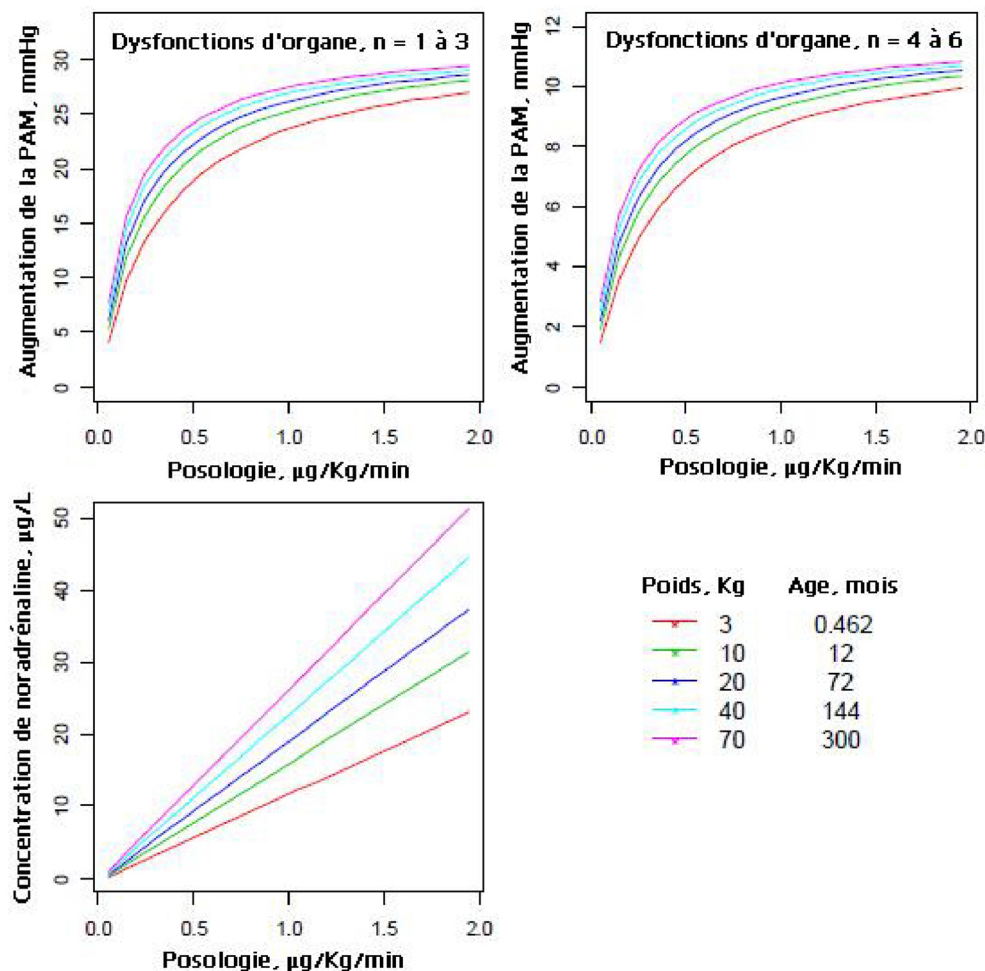 Dysfonctions d'organe, n = 1 à 3
Augmentation de la PAM, mmHg
30
25
20
15
10
5
0
0.0 0.5 1.0 1.5 2.0
Posologie, µg/Kg/min
Dysfonctions d'organe, n = 4 à 6
Augmentation de la PAM, mmHg
12
10
8
6
4
2
0
0.0 0.5 1.0 1.5 2.0
Posologie, µg/Kg/min
Concentration de noradrénaline, µg/L
50
40
30
20
10
0
0.0 0.5 1.0 1.5 2.0
Posologie, µg/Kg/min
Poids, Kg Age, mois
3 0.462
10 12
20 72
40 144
70 300